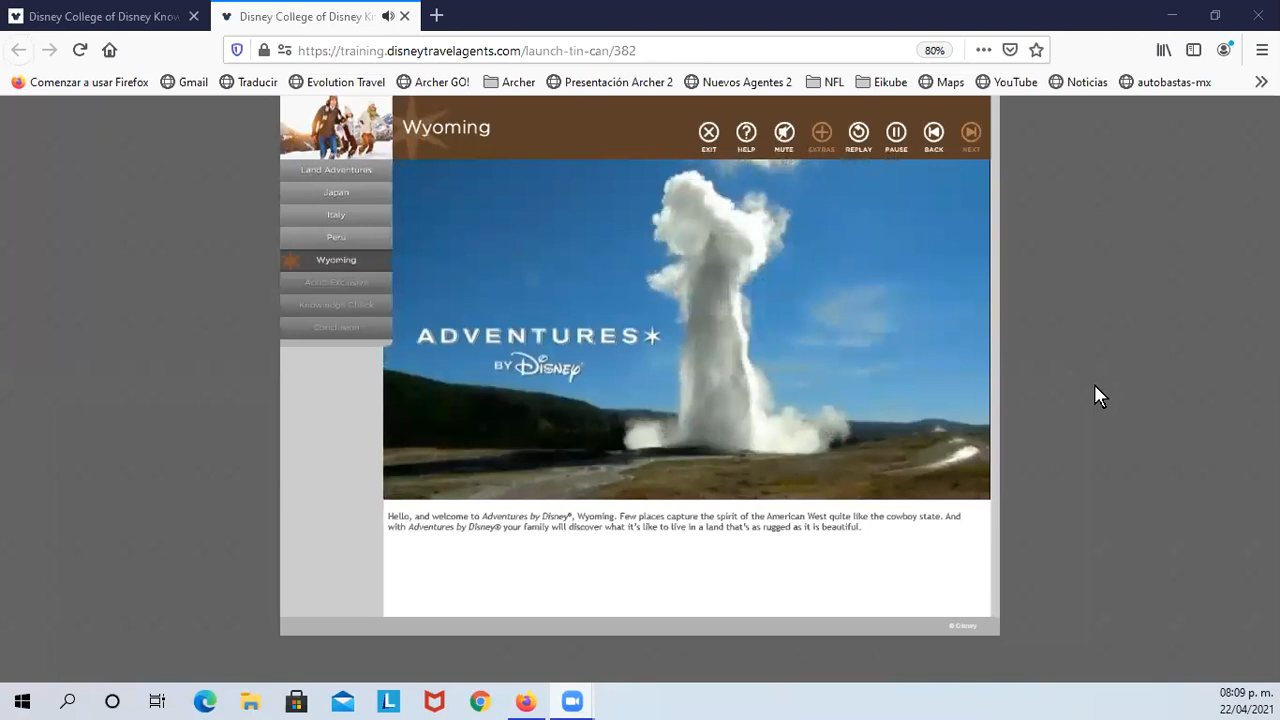 Disney College of Disney Know
Disney College of Disney Kn
https://training.disneytravelagents.com/launch-tin-can/382
80%
Comenzar a usar Firefox
Gmail
Traducir
Evolution Travel
Archer GO!
Archer
Presentación Archer 2
Nuevos Agentes 2
NFL
Eikube
Maps
YouTube
Noticias
autobastas-mx
Wyoming
EXIT
HELP
MUTE
EXTRAS
REPLAY
PAUSE
BACK
NEXT
Land Adventures
Japan
Italy
Peru
Wyoming
Knowledge Check
Conclusion
ADVENTURES
BY Disney
Hello, and welcome to Adventures by Disney®, Wyoming. Few places capture the spirit of the American West quite like the cowboy state. And
with Adventures by Disney® your family will discover what it's like to live in a land that's as rugged as it is beautiful.
© Disney
08:09 p. m.
22/04/2021